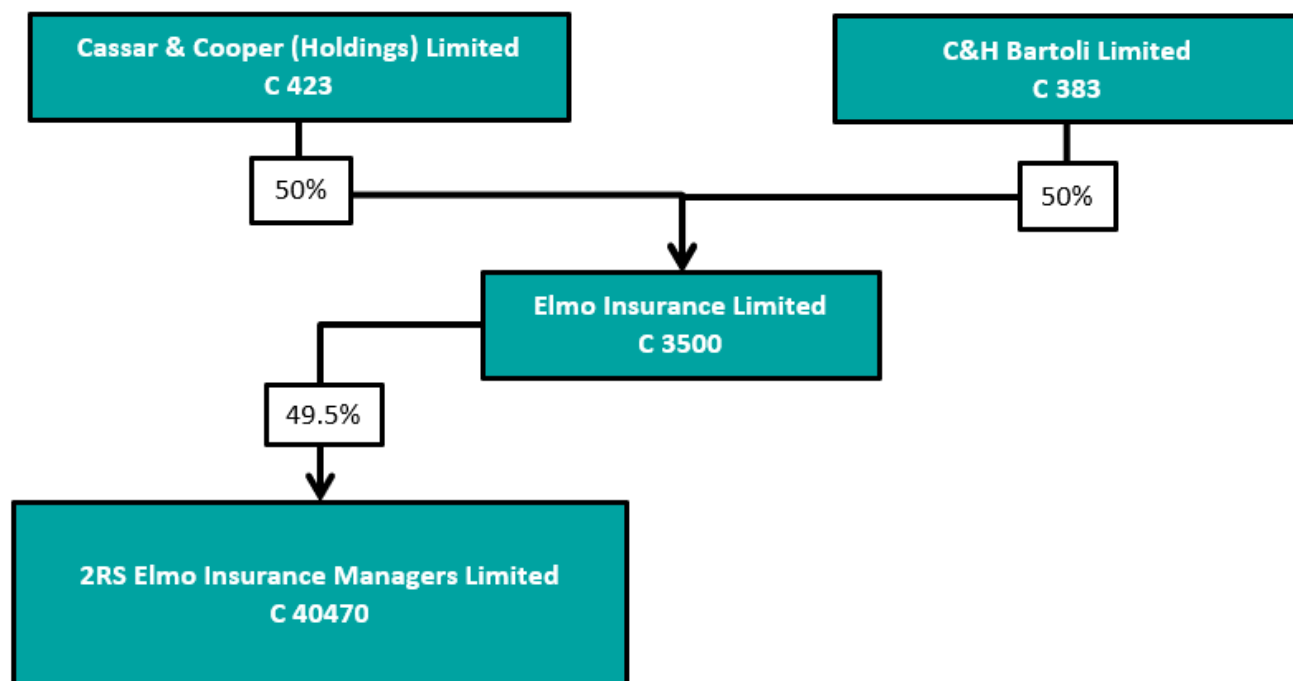 Cassar & Cooper (Holdings) Limited
C 423
C&H Bartoli Limited
C 383
50%
50%
Elmo Insurance Limited
C 3500
49.5%
2RS Elmo Insurance Managers Limited
C 40470